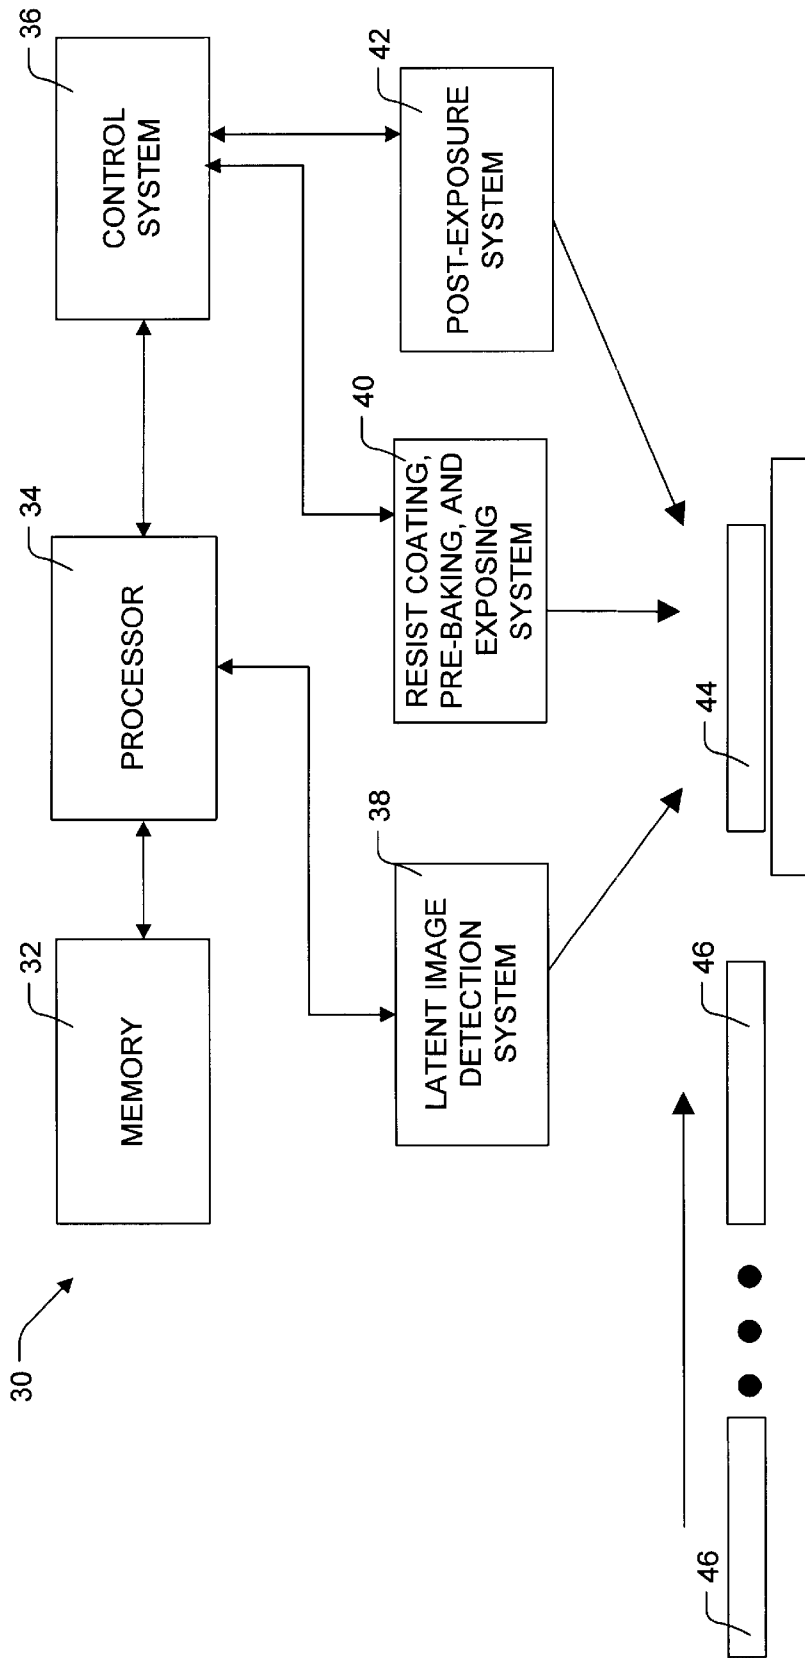 30
32
MEMORY
34
PROCESSOR
36
CONTROL
SYSTEM
38
LATENT IMAGE
DETECTION
SYSTEM
40
RESIST COATING,
PRE-BAKING, AND
EXPOSING
SYSTEM
42
POST-EXPOSURE
SYSTEM
46
46
44